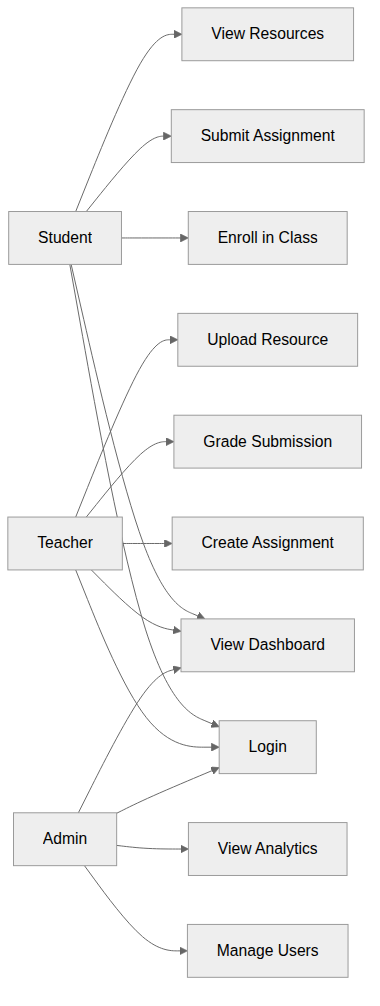 View Resources
Submit Assignment
Student
Enroll in Class
Upload Resource
Grade Submission
Teacher
Create Assignment
View Dashboard
Login
Admin
View Analytics
Manage Users